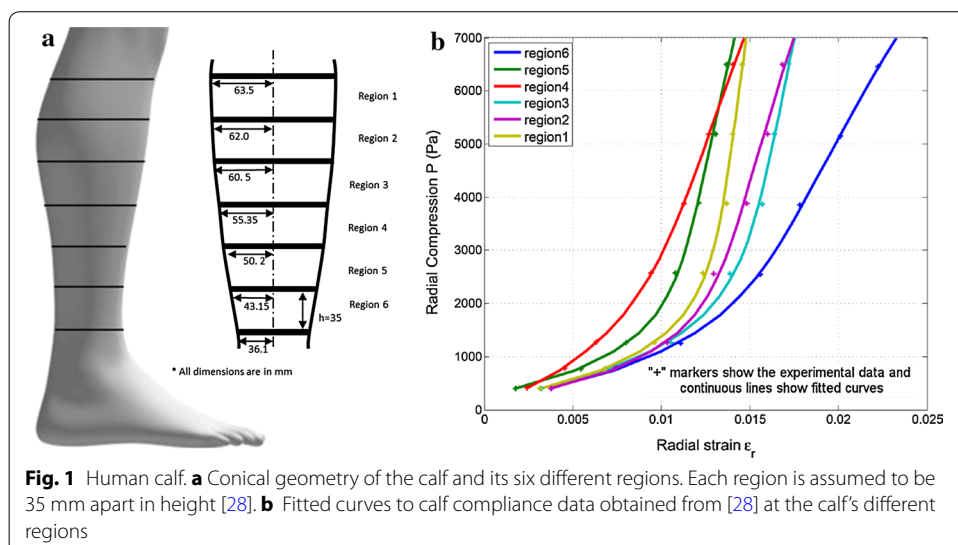 a
63.5
Region 1
62.0
Region 2
60. 5
Region 3
55.35
Region 4
50. 2
Region 5
43.15
Region 6
h=35
36.1
* All dimensions are in mm
b
7000
6000
5000
4000
3000
2000
1000
0
0
0.005
0.01
0.015
0.02
0.025
Radial Compression P (Pa)
Radial strain εr
region6
region5
region4
region3
region2
region1
"+" markers show the experimental data and
continuous lines show fitted curves
Fig. 1 Human calf. a Conical geometry of the calf and its six different regions. Each region is assumed to be
35 mm apart in height [28]. b Fitted curves to calf compliance data obtained from [28] at the calf's different
regions